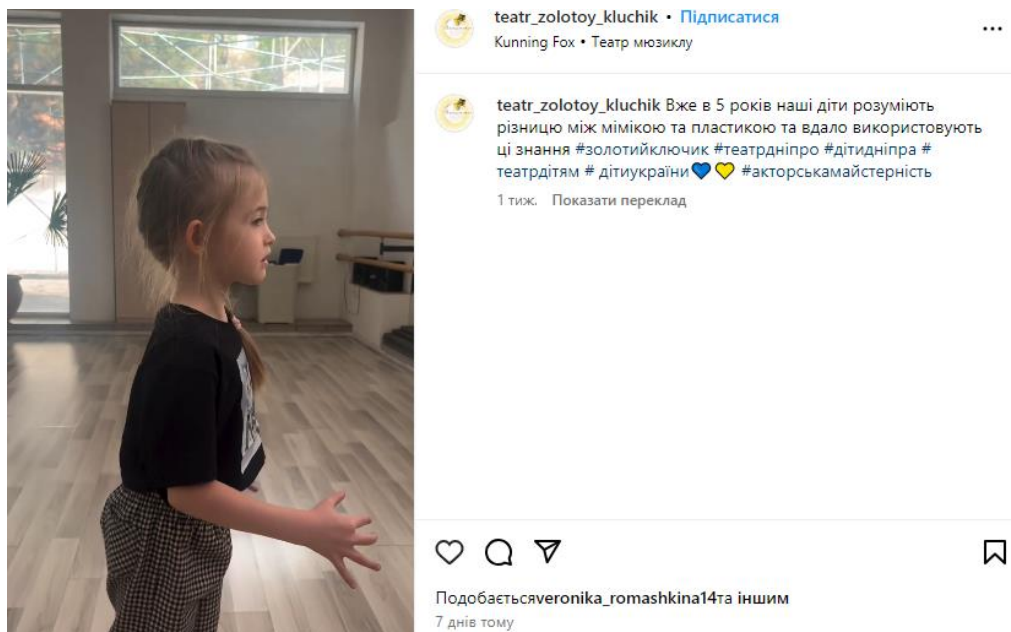 teatr_zolotoy_kluchik • Підписатися
Kunning Fox • Театр мюзиклу
teatr_zolotoy_kluchik Вже в 5 років наші діти розуміють
різницю між мімікою та пластикою та вдало використовують
ці знання #золотийключик #театрдніпро #дітидніпра #
театрдітям # дітиукраїни💙💛 #акторськамайстерність
1 тиж. Показати переклад
Подобаєтьсяveronika_romashkina14та іншим
7 днів тому